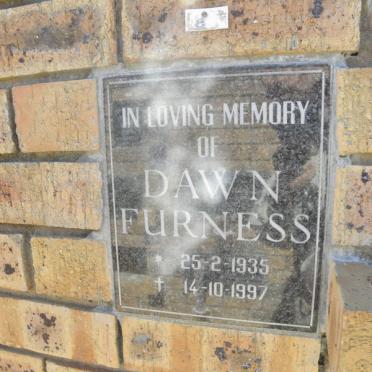 IN LOVING MEMORY
OF
DAWN
FURNESS
* 25-2-1935
✝ 14-10-1997